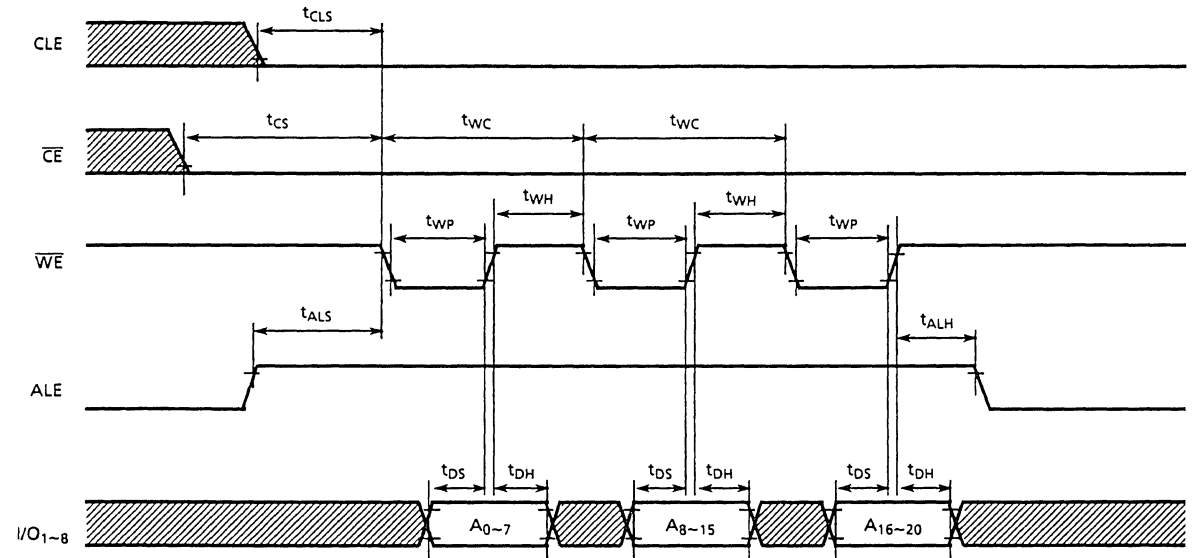 tCLS
CLE
tCS tWC tWC
CE
tWH tWH
tWP tWP tWP
WE
tALS tALH
ALE
tDS tDH tDS tDH tDS tDH
I/O1~8 A0~7 A8~15 A16~20